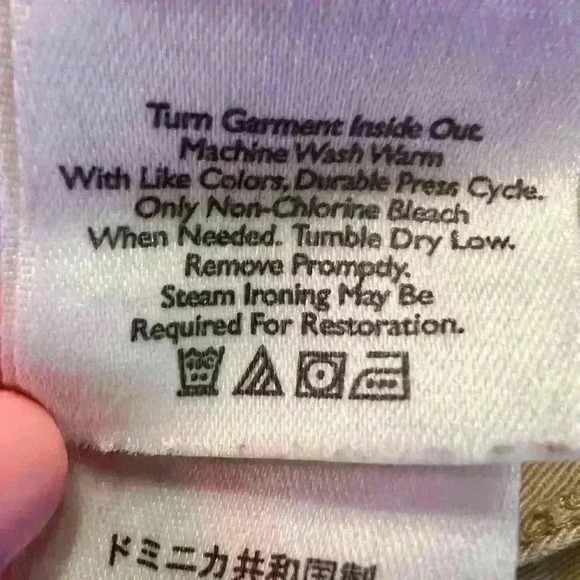 Turn Garment Inside Out.
Machine Wash Warm
With Like Colors, Durable Press Cycle.
Only Non-Chlorine Bleach
When Needed. Tumble Dry Low.
Remove Promptly.
Steam Ironing May Be
Required For Restoration.
ドミニカ共和国製